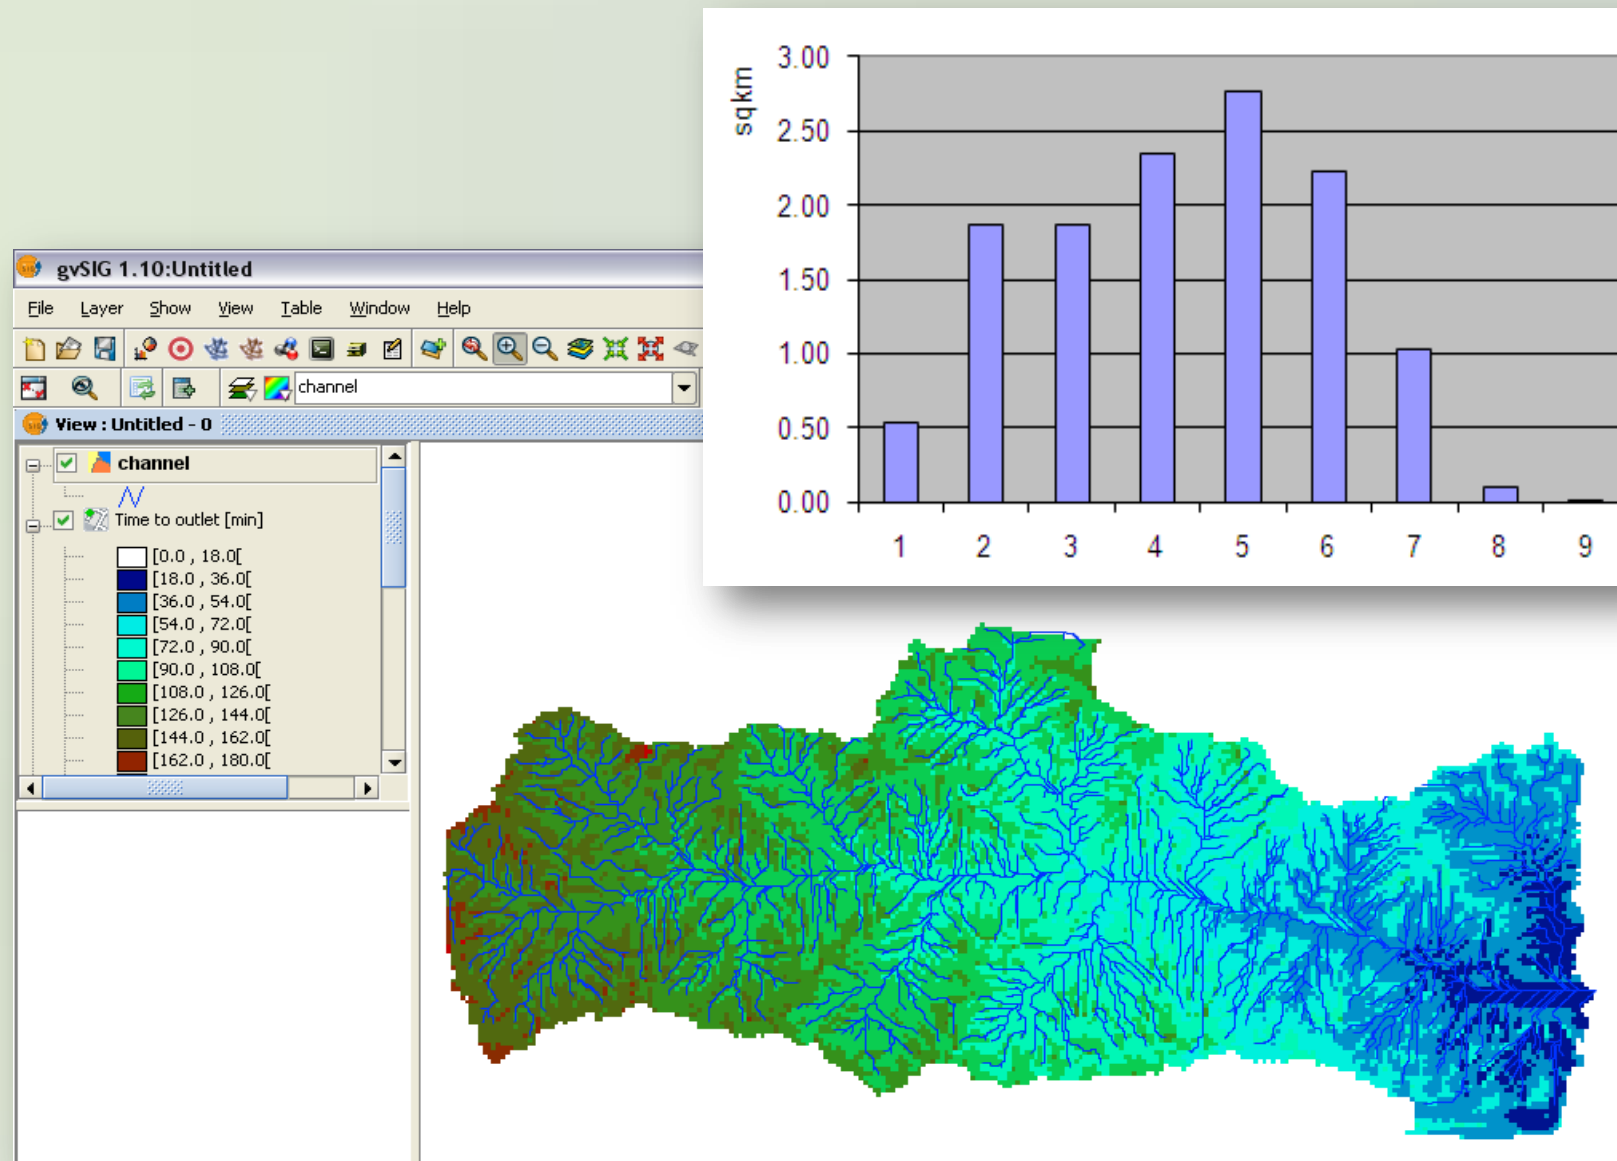 3.00
sqkm
2.50
2.00
1.50
1.00
0.50
0.00
1 2 3 4 5 6 7 8 9
gvSIG 1.10:Untitled
File Layer Show View Table Window Help
channel
View : Untitled - 0
channel
Time to outlet [min]
[0.0 , 18.0[
[18.0 , 36.0[
[36.0 , 54.0[
[54.0 , 72.0[
[72.0 , 90.0[
[90.0 , 108.0[
[108.0 , 126.0[
[126.0 , 144.0[
[144.0 , 162.0[
[162.0 , 180.0[